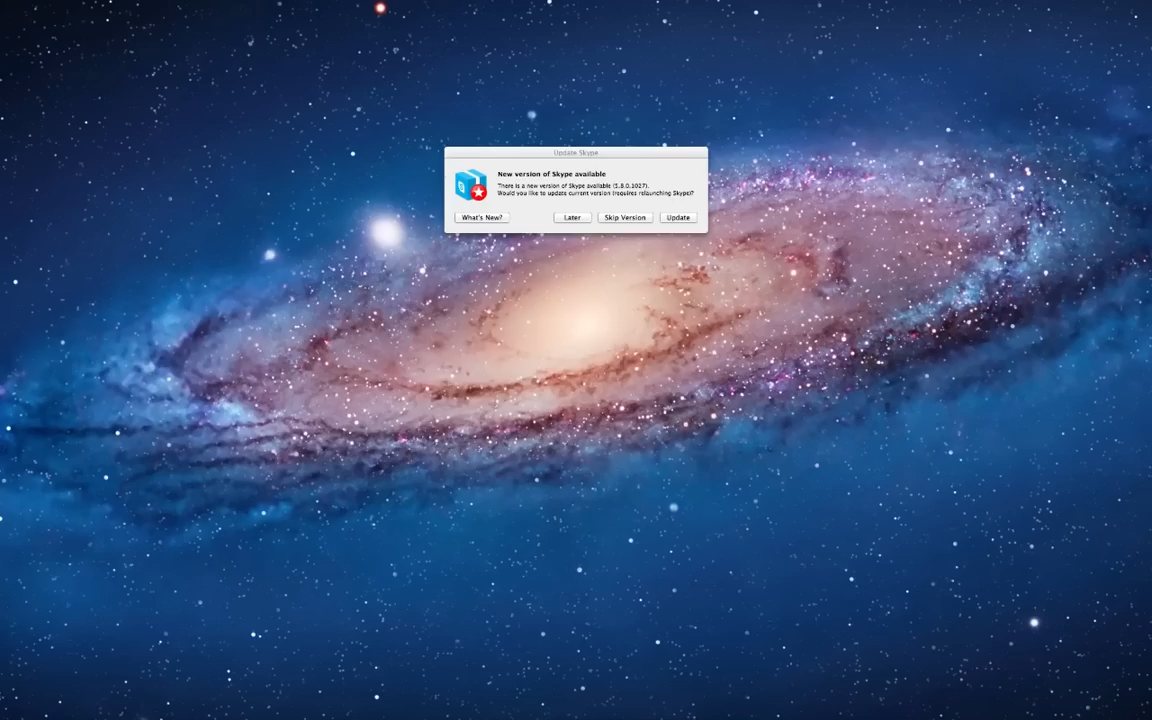 Update Skype
New version of Skype available
There is a new version of Skype available (5.8.0.1027).
Would you like to update current version (requires relaunching Skype)?
What's New?
Later
Skip Version
Update